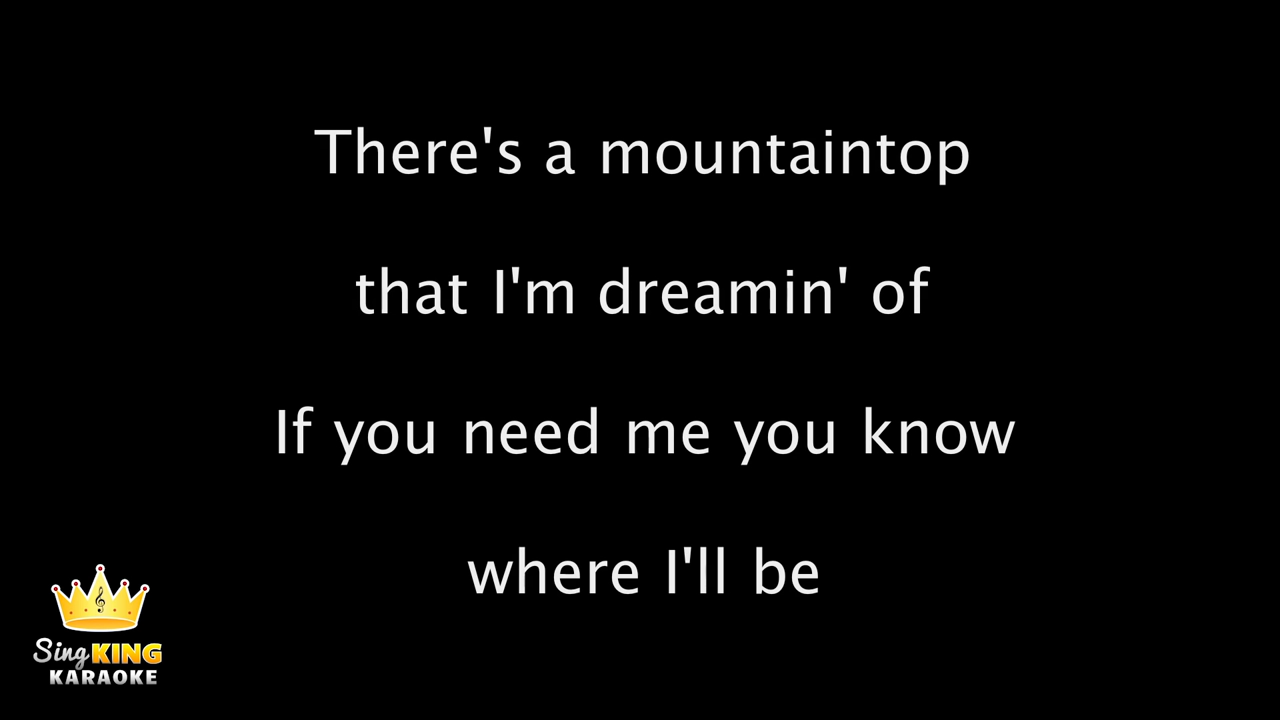 There's a mountaintop
that I'm dreamin' of
If you need me you know
where I'll be
Sing KING
KARAOKE